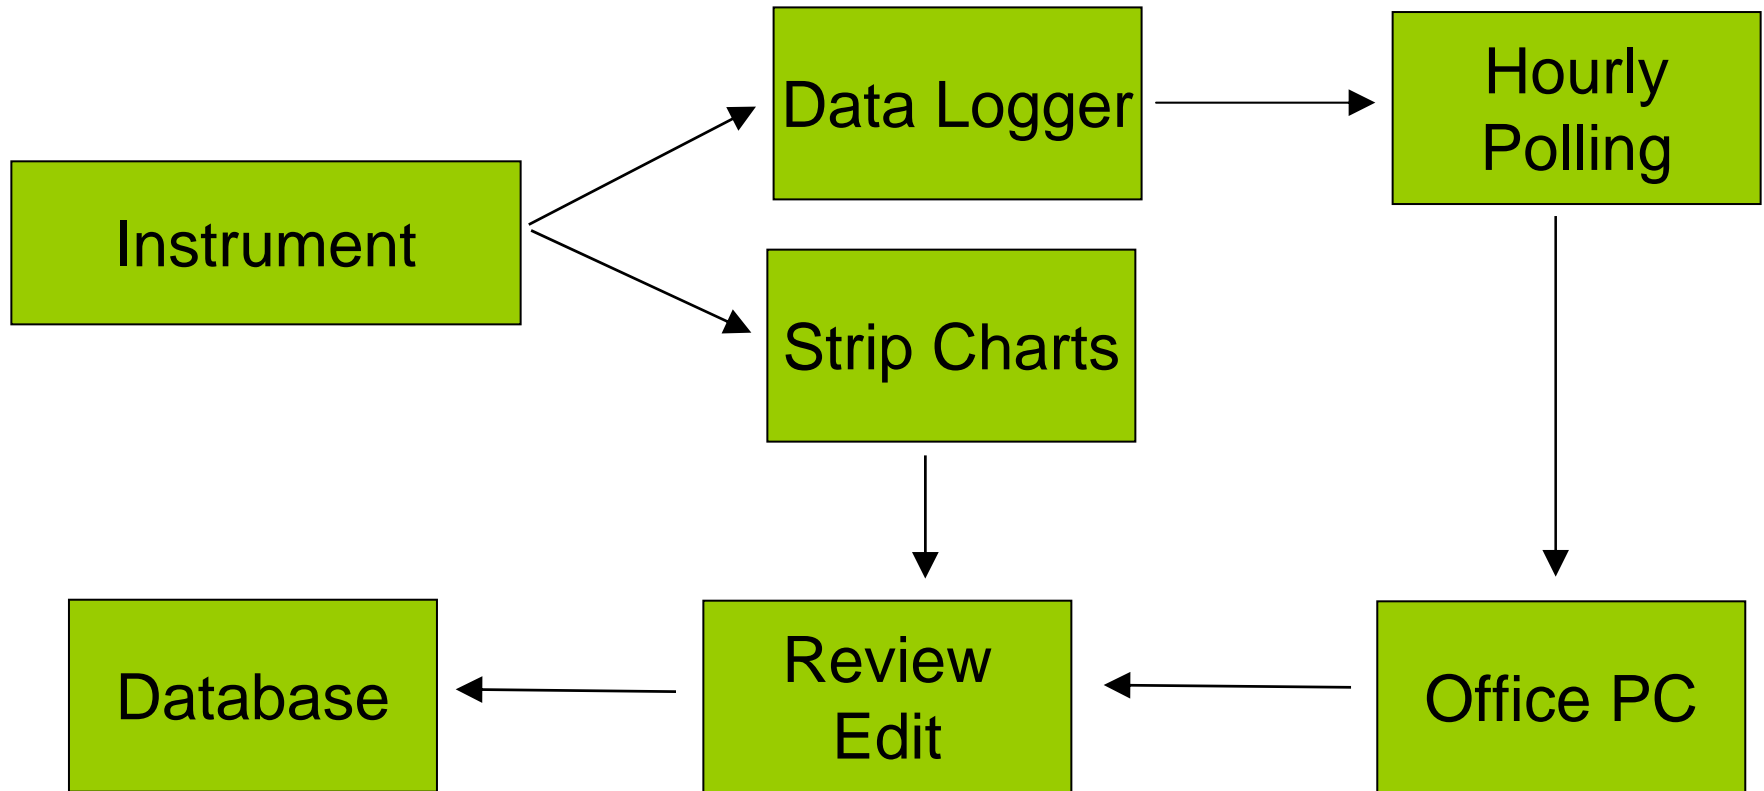 Data Logger
Hourly
Polling
Instrument
Strip Charts
Database
Review
Edit
Office PC